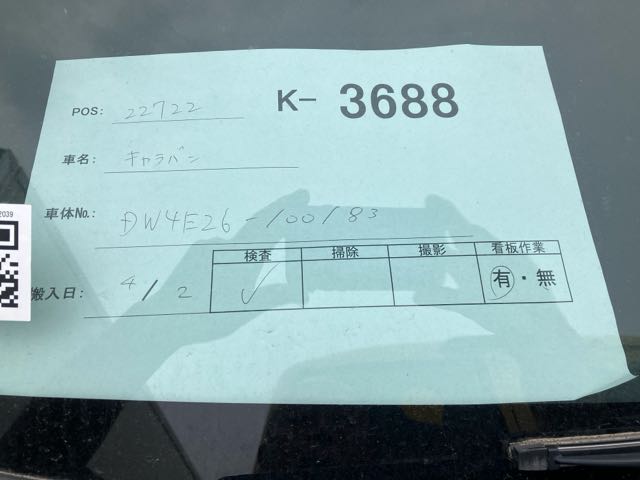 POS: 22722 K- 3688
車名: キャラバン
車体No.: DW4E26-100183
検査 掃除 撮影 看板作業
搬入日: 4/2 ✓ 有・無
2039